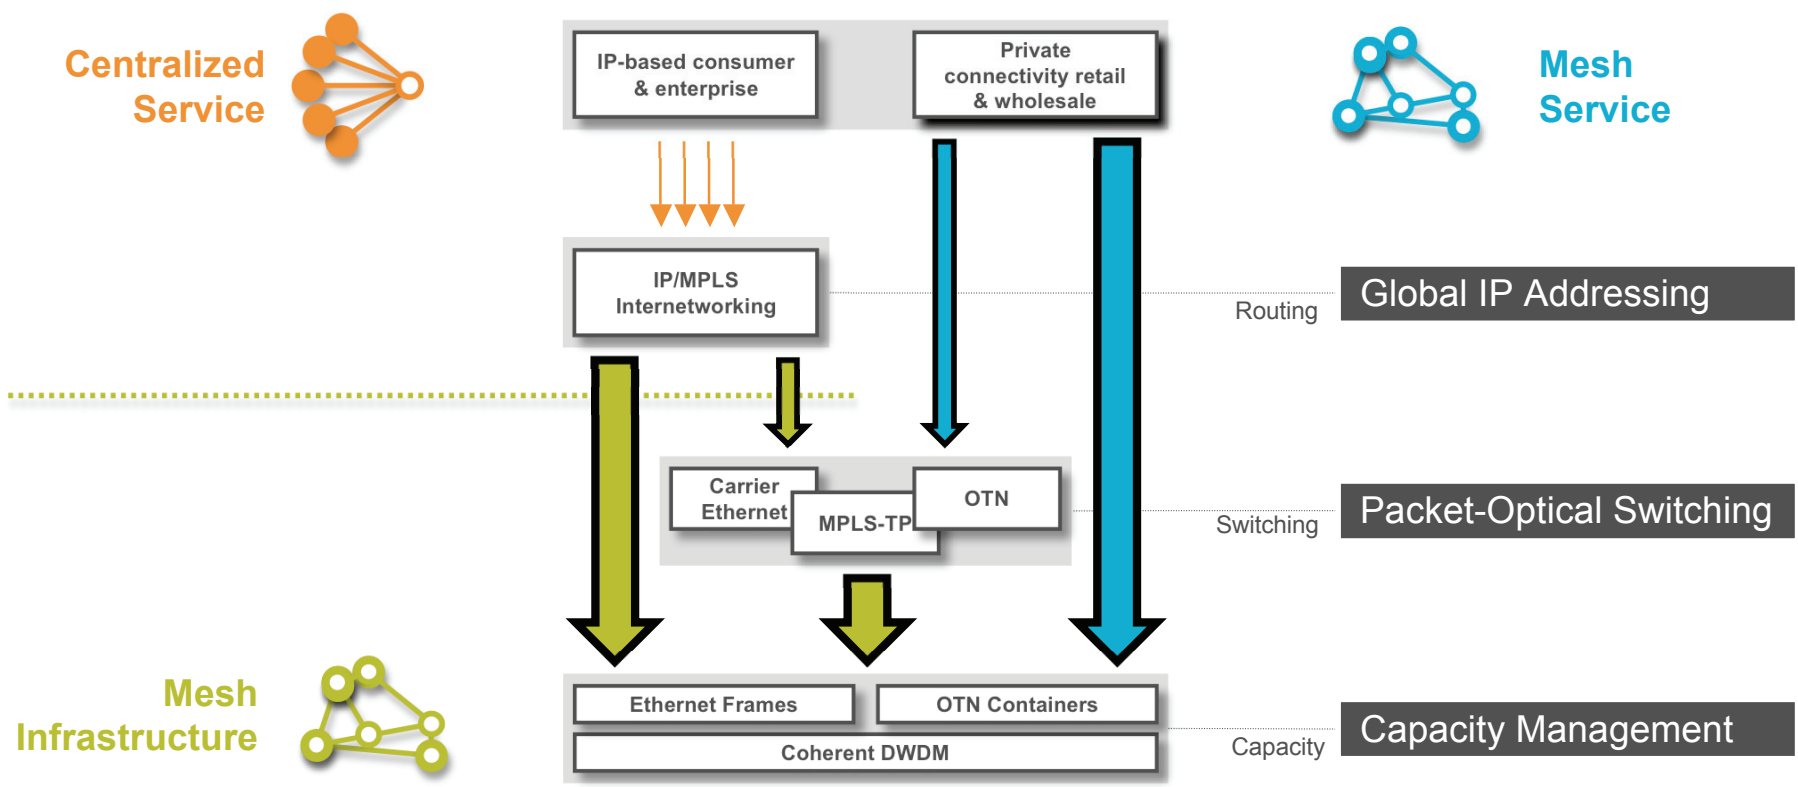 Centralized
Service
IP-based consumer
& enterprise
Private
connectivity retail
& wholesale
Mesh
Service
IP/MPLS
Internetworking
Routing
Global IP Addressing
Carrier
Ethernet
MPLS-TP
OTN
Switching
Packet-Optical Switching
Mesh
Infrastructure
Ethernet Frames
OTN Containers
Coherent DWDM
Capacity
Capacity Management